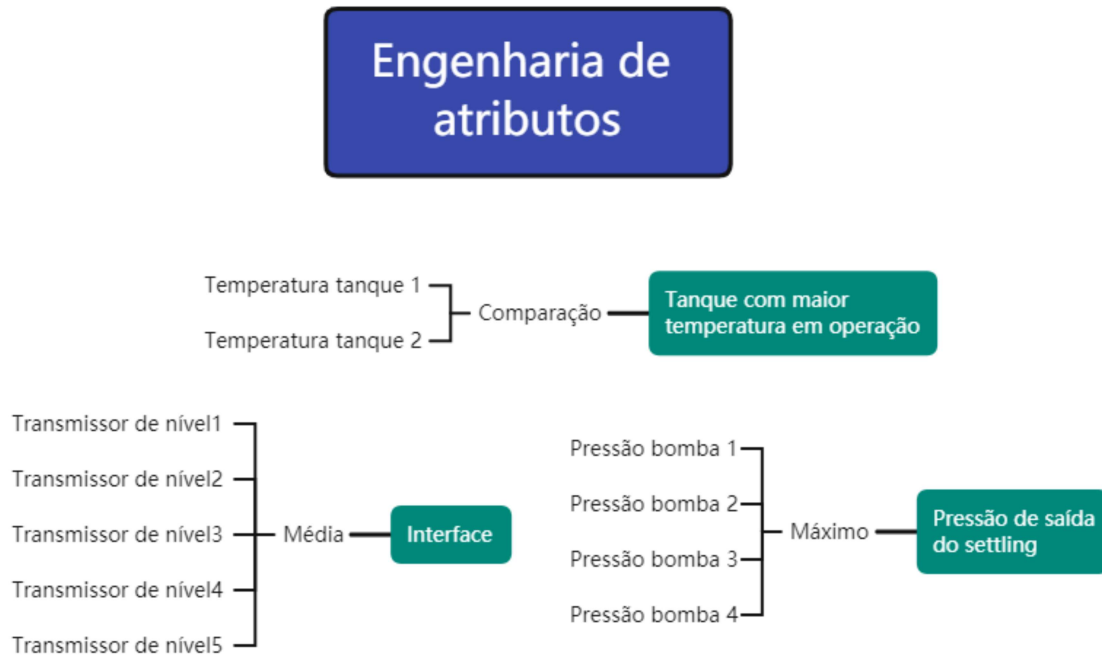 Engenharia de
atributos
Temperatura tanque 1
Temperatura tanque 2
Comparação
Tanque com maior
temperatura em operação
Transmissor de nível1
Transmissor de nível2
Transmissor de nível3
Transmissor de nível4
Transmissor de nível5
Média
Interface
Pressão bomba 1
Pressão bomba 2
Pressão bomba 3
Pressão bomba 4
Máximo
Pressão de saída
do settling